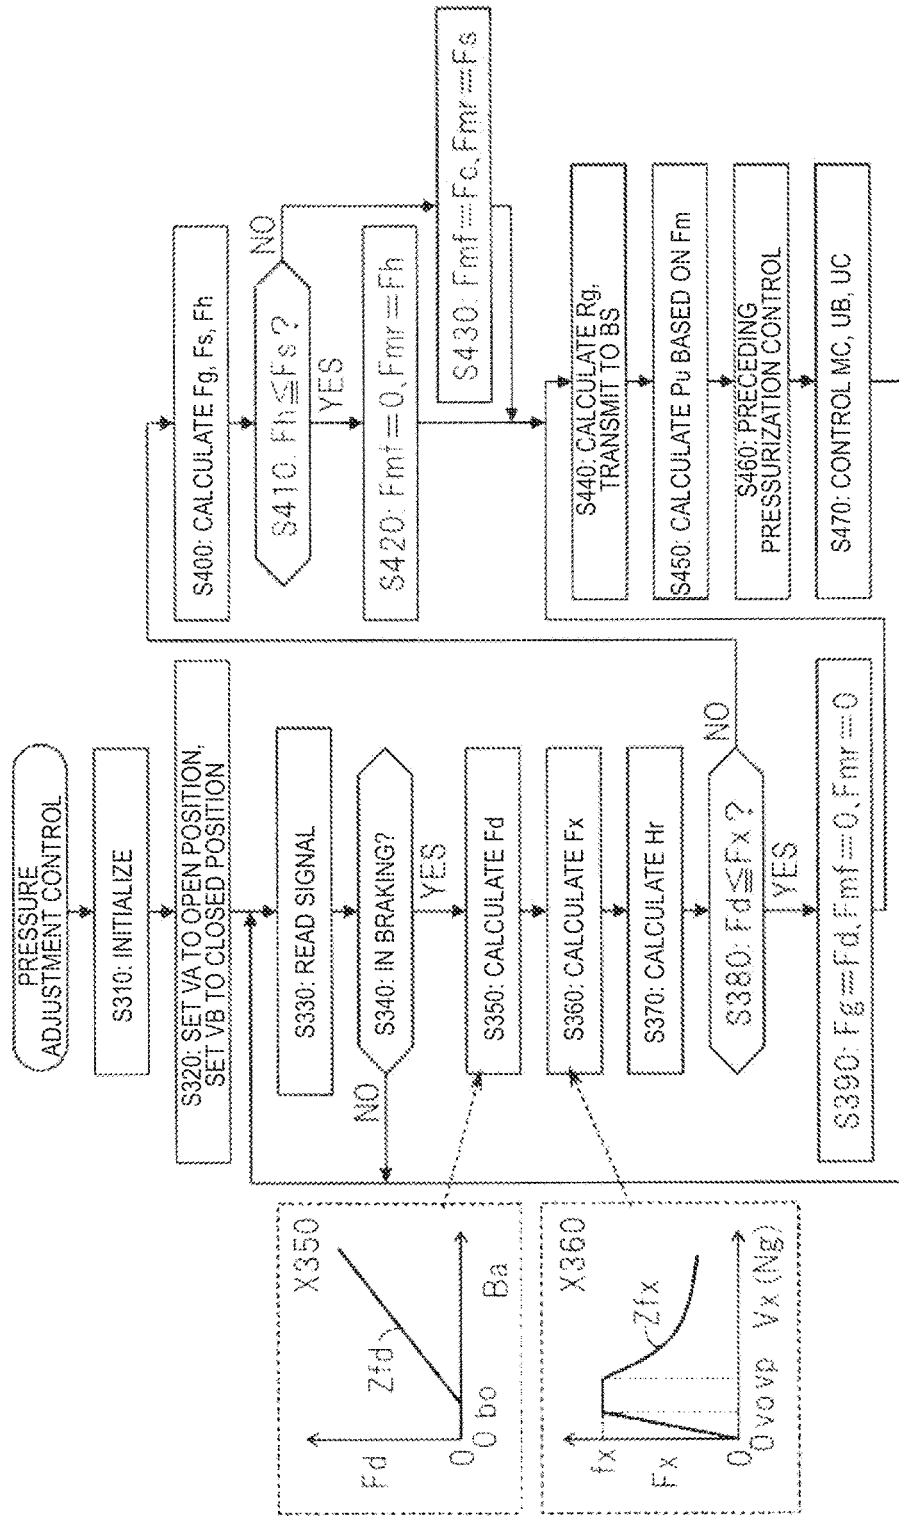 PRESSURE
ADJUSTMENT CONTROL
S310: INITIALIZE
S320: SET VA TO OPEN POSITION,
SET VB TO CLOSED POSITION
S330: READ SIGNAL
S340: IN BRAKING?
NO
YES
S350: CALCULATE Fd
S360: CALCULATE Fx
S370: CALCULATE Hr
S380: Fd≦Fx?
NO
YES
S390: Fg=Fd、Fmf=0、Fmr=0
X350
Fd
Zfd
0
0 bo
Ba
X360
fx
Fx
Zfx
0
0 vo vp
Vx (Ng)
S400: CALCULATE Fg, Fs, Fh
S410: Fh≦Fs?
NO
YES
S420: Fmf=0、Fmr=Fh
S430: Fmf=Fc、Fmr=Fs
S440: CALCULATE Rg,
TRANSMIT TO BS
S450: CALCULATE Pu BASED ON Fm
S460: PRECEDING
PRESSURIZATION CONTROL
S470: CONTROL MC, UB, UC